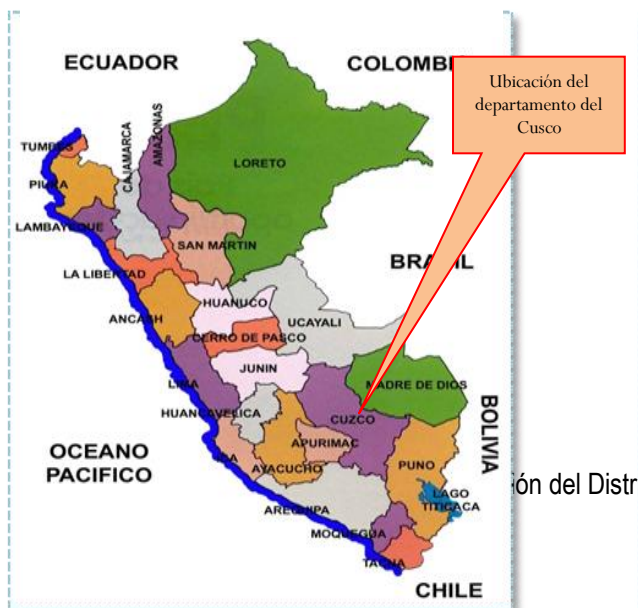 ECUADOR
COLOMBI
Ubicación del
departamento del
Cusco
TUMBES
PIURA
CAJAMARCA
AMAZONAS
LORETO
LAMBAYEQUE
SAN MARTIN
LA LIBERTAD
BRASIL
HUANUCO
UCAYALI
ANCASH
CERRO DE PASCO
JUNIN
LIMA
MADRE DE DIOS
HUANCAVELICA
CUZCO
BOLIVIA
OCEANO
PACIFICO
APURIMAC
ICA
AYACUCHO
PUNO
ión del Distr
LAGO
TITICACA
AREQUIPA
MOQUEGUA
TACNA
CHILE